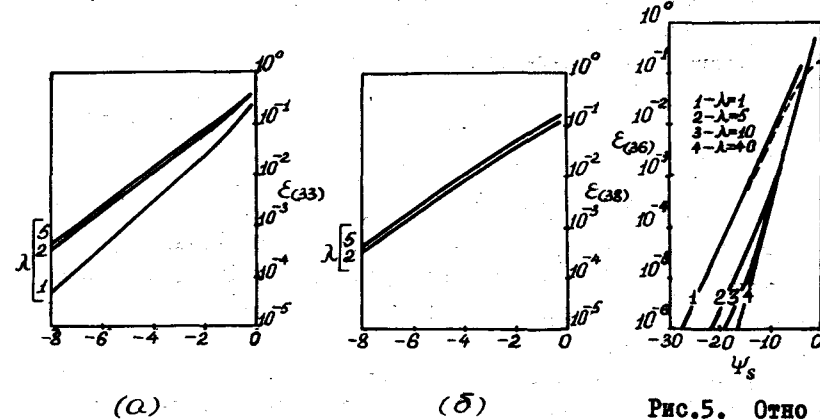 10⁰
10⁻¹
10⁻²
ε(33)
10⁻³
10⁻⁴
10⁻⁵
λ [ 5
2
1
-8 -6 -4 -2 0
(а)
10⁰
10⁻¹
10⁻²
ε(38)
10⁻³
10⁻⁴
10⁻⁵
λ [ 5
2
-8 -6 -4 -2 0
(б)
10⁰
10⁻¹
10⁻²
ε(36)
10⁻³
10⁻⁴
10⁻⁵
10⁻⁶
1-λ=1
2-λ=5
3-λ=10
4-λ=40
1 2 3 4
-30 -20 -10 0
Ψs
Рис.5. Отно